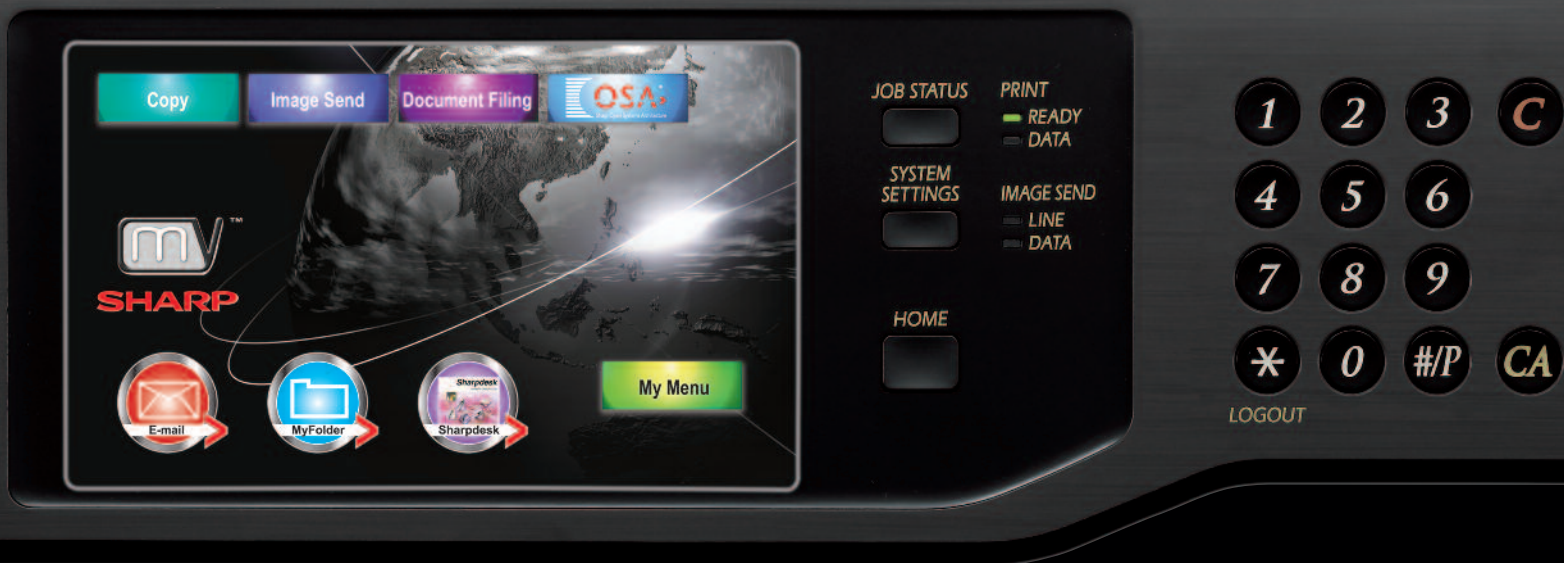 Copy
Image Send
Document Filing
OSA
my™
SHARP
E-mail
MyFolder
Sharpdesk
Sharpdesk
My Menu
JOB STATUS
SYSTEM
SETTINGS
HOME
PRINT
READY
DATA
IMAGE SEND
LINE
DATA
1 2 3 C
4 5 6
7 8 9
* 0 #/P CA
LOGOUT